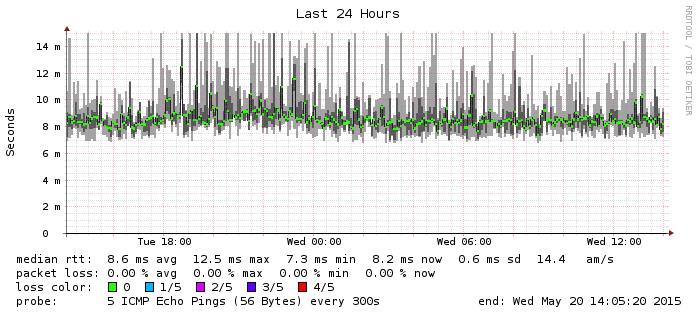 Last 24 Hours
RRDTOOL / TOBI OETIKER
Seconds
14 m
12 m
10 m
8 m
6 m
4 m
2 m
0
Tue 18:00 Wed 00:00 Wed 06:00 Wed 12:00
median rtt: 8.6 ms avg 12.5 ms max 7.3 ms min 8.2 ms now 0.6 ms sd 14.4 am/s
packet loss: 0.00 % avg 0.00 % max 0.00 % min 0.00 % now
loss color: 0 1/5 2/5 3/5 4/5
probe: 5 ICMP Echo Pings (56 Bytes) every 300s end: Wed May 20 14:05:20 2015